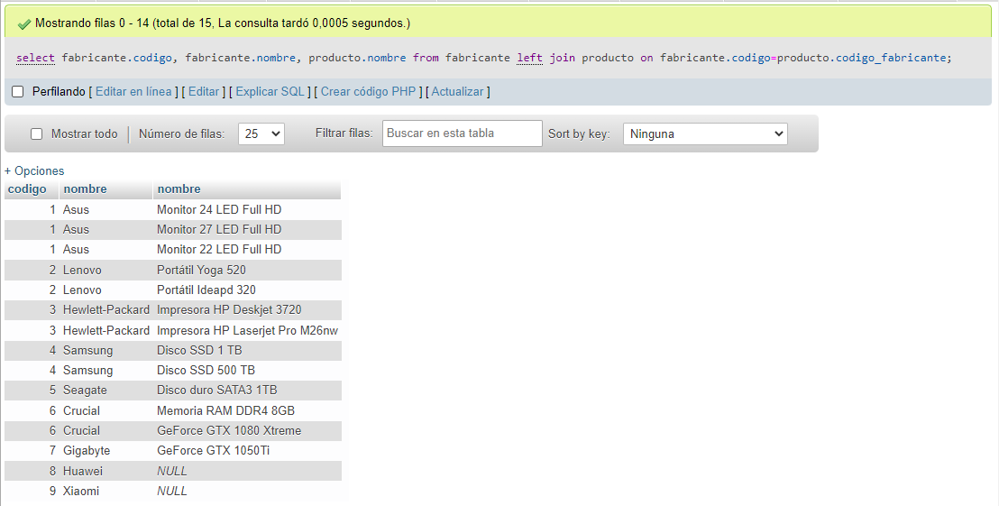 Mostrando filas 0 - 14 (total de 15, La consulta tardó 0,0005 segundos.)
select fabricante.codigo, fabricante.nombre, producto.nombre from fabricante left join producto on fabricante.codigo=producto.codigo_fabricante;
Perfilando [ Editar en línea ] [ Editar ] [ Explicar SQL ] [ Crear código PHP ] [ Actualizar ]
Mostrar todo Número de filas: 25 Filtrar filas: Buscar en esta tabla Sort by key: Ninguna
+ Opciones
codigo nombre nombre
1 Asus Monitor 24 LED Full HD
1 Asus Monitor 27 LED Full HD
1 Asus Monitor 22 LED Full HD
2 Lenovo Portátil Yoga 520
2 Lenovo Portátil Ideapd 320
3 Hewlett-Packard Impresora HP Deskjet 3720
3 Hewlett-Packard Impresora HP Laserjet Pro M26nw
4 Samsung Disco SSD 1 TB
4 Samsung Disco SSD 500 TB
5 Seagate Disco duro SATA3 1TB
6 Crucial Memoria RAM DDR4 8GB
6 Crucial GeForce GTX 1080 Xtreme
7 Gigabyte GeForce GTX 1050Ti
8 Huawei NULL
9 Xiaomi NULL